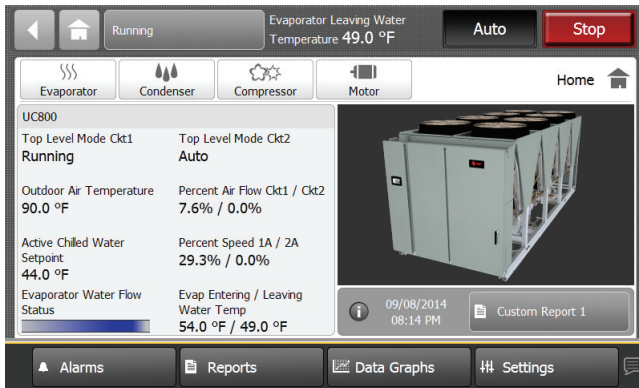 Running
Evaporator Leaving Water
Temperature 49.0 °F
Auto
Stop
Evaporator
Condenser
Compressor
Motor
Home
UC800
Top Level Mode Ckt1
Running
Top Level Mode Ckt2
Auto
Outdoor Air Temperature
90.0 °F
Percent Air Flow Ckt1 / Ckt2
7.6% / 0.0%
Active Chilled Water
Setpoint
44.0 °F
Percent Speed 1A / 2A
29.3% / 0.0%
Evaporator Water Flow
Status
Evap Entering / Leaving
Water Temp
54.0 °F / 49.0 °F
09/08/2014
08:14 PM
Custom Report 1
Alarms
Reports
Data Graphs
Settings